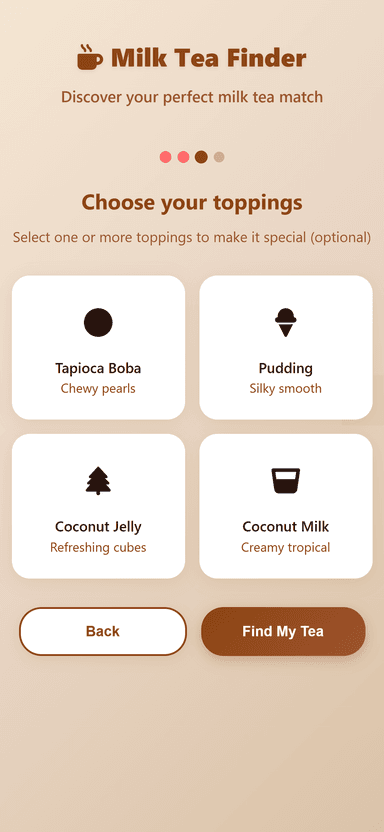 Milk Tea Finder
Discover your perfect milk tea match
Choose your toppings
Select one or more toppings to make it special (optional)
Tapioca Boba
Chewy pearls
Pudding
Silky smooth
Coconut Jelly
Refreshing cubes
Coconut Milk
Creamy tropical
Back
Find My Tea